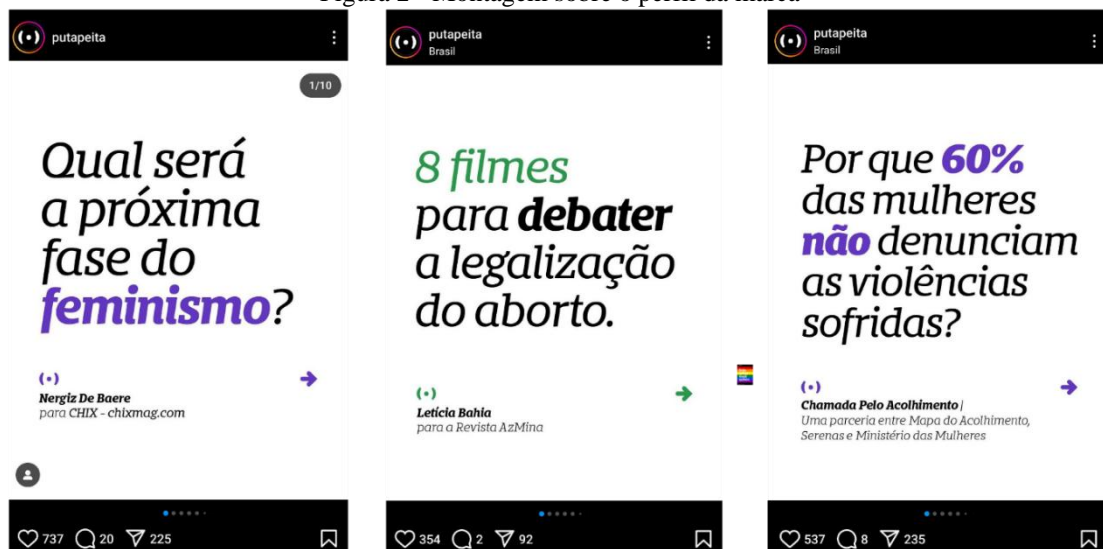 Figura 2 - Montagem sobre o perfil da marca
putapeita
1/10
Qual será
a próxima
fase do
feminismo?
(•)
Nergiz De Baere
para CHIX - chixmag.com
737 20 225
putapeita
Brasil
8 filmes
para debater
a legalização
do aborto.
(•)
Letícia Bahia
para a Revista AzMina
354 2 92
putapeita
Brasil
Por que 60%
das mulheres
não denunciam
as violências
sofridas?
(•)
Chamada Pelo Acolhimento |
Uma parceria entre Mapa do Acolhimento,
Serenas e Ministério das Mulheres
537 8 235